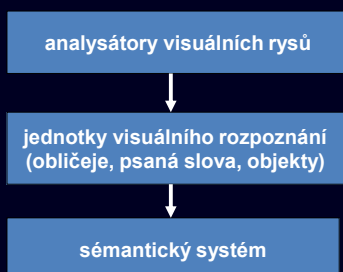 analysátory visuálních rysů
jednotky visuálního rozpoznání
(obličeje, psaná slova, objekty)
sémantický systém